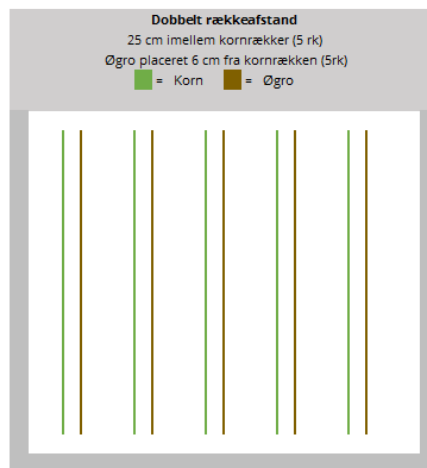 Dobbelt rækkeafstand
25 cm imellem kornrækker (5 rk)
Øgro placeret 6 cm fra kornrækken (5rk)
= Korn = Øgro